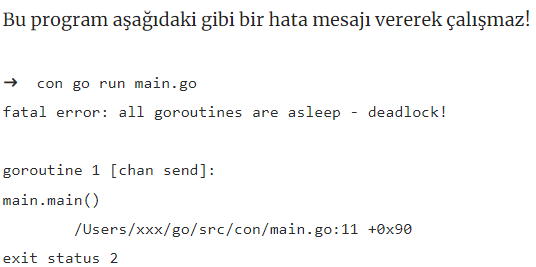 Bu program aşağıdaki gibi bir hata mesajı vererek çalışmaz!
→ con go run main.go
fatal error: all goroutines are asleep - deadlock!
goroutine 1 [chan send]:
main.main()
/Users/xxx/go/src/con/main.go:11 +0x90
exit status 2